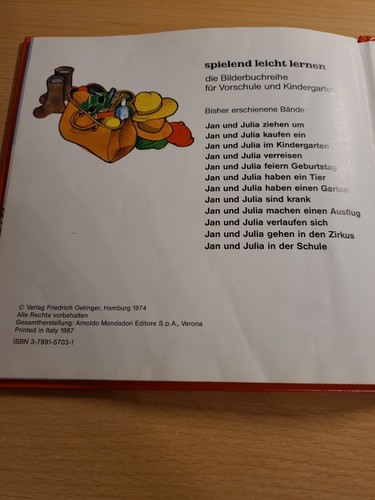 spielend leicht lernen
die Bilderbuchreihe
für Vorschule und Kindergarten
Bisher erschienene Bände:
Jan und Julia ziehen um
Jan und Julia kaufen ein
Jan und Julia im Kindergarten
Jan und Julia verreisen
Jan und Julia feiern Geburtstag
Jan und Julia haben ein Tier
Jan und Julia haben einen Garten
Jan und Julia sind krank
Jan und Julia machen einen Ausflug
Jan und Julia verlaufen sich
Jan und Julia gehen in den Zirkus
Jan und Julia in der Schule
© Verlag Friedrich Oetinger, Hamburg 1974
Alle Rechte vorbehalten
Gesamtherstellung: Arnoldo Mondadori Editore S.p.A., Verona
Printed in Italy 1987
ISBN 3-7891-5703-1